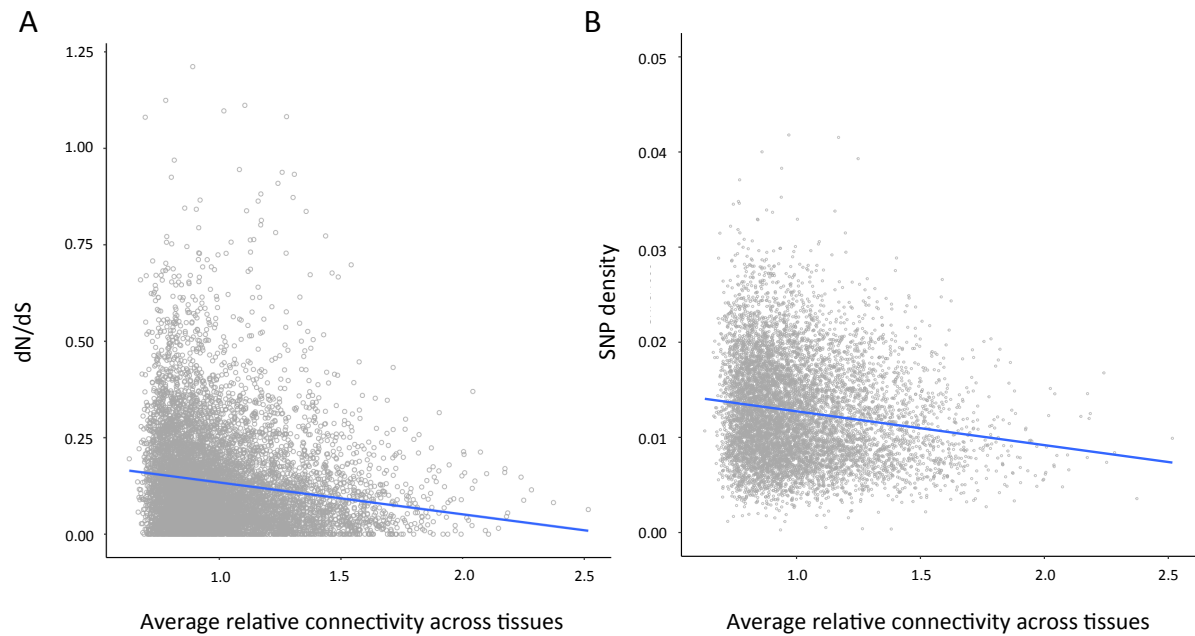 A
1.25
1.00
0.75
0.50
0.25
0.00
dN/dS
1.0 1.5 2.0 2.5
Average relative connectivity across tissues
B
0.05
0.04
0.03
0.02
0.01
0.00
SNP density
1.0 1.5 2.0 2.5
Average relative connectivity across tissues